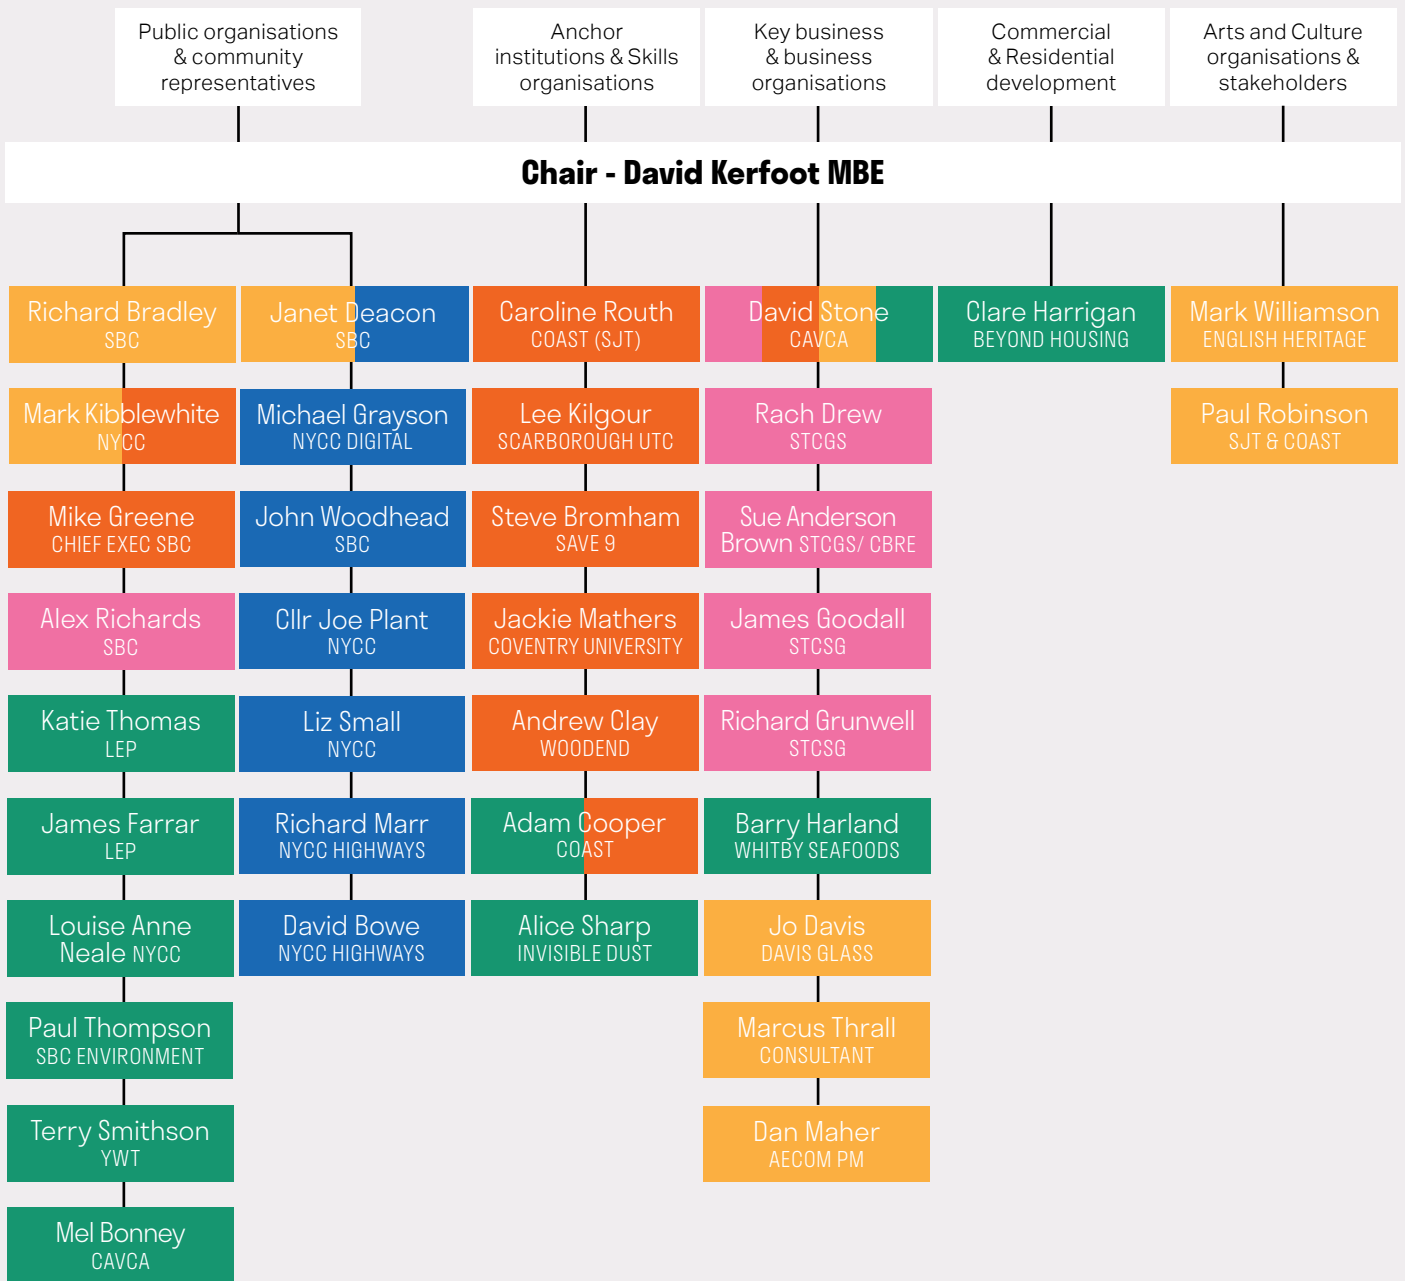 Public organisations
& community
representatives
Anchor
institutions & Skills
organisations
Key business
& business
organisations
Commercial
& Residential
development
Arts and Culture
organisations &
stakeholders
Chair - David Kerfoot MBE
Richard Bradley
SBC
Mark Kibblewhite
NYCC
Mike Greene
CHIEF EXEC SBC
Alex Richards
SBC
Katie Thomas
LEP
James Farrar
LEP
Louise Anne
Neale NYCC
Paul Thompson
SBC ENVIRONMENT
Terry Smithson
YWT
Mel Bonney
CAVCA
Janet Deacon
SBC
Michael Grayson
NYCC DIGITAL
John Woodhead
SBC
Cllr Joe Plant
NYCC
Liz Small
NYCC
Richard Marr
NYCC HIGHWAYS
David Bowe
NYCC HIGHWAYS
Caroline Routh
COAST (SJT)
Lee Kilgour
SCARBOROUGH UTC
Steve Bromham
SAVE 9
Jackie Mathers
COVENTRY UNIVERSITY
Andrew Clay
WOODEND
Adam Cooper
COAST
Alice Sharp
INVISIBLE DUST
David Stone
CAVCA
Rach Drew
STCGS
Sue Anderson
Brown STCGS/ CBRE
James Goodall
STCSG
Richard Grunwell
STCSG
Barry Harland
WHITBY SEAFOODS
Jo Davis
DAVIS GLASS
Marcus Thrall
CONSULTANT
Dan Maher
AECOM PM
Clare Harrigan
BEYOND HOUSING
Mark Williamson
ENGLISH HERITAGE
Paul Robinson
SJT & COAST